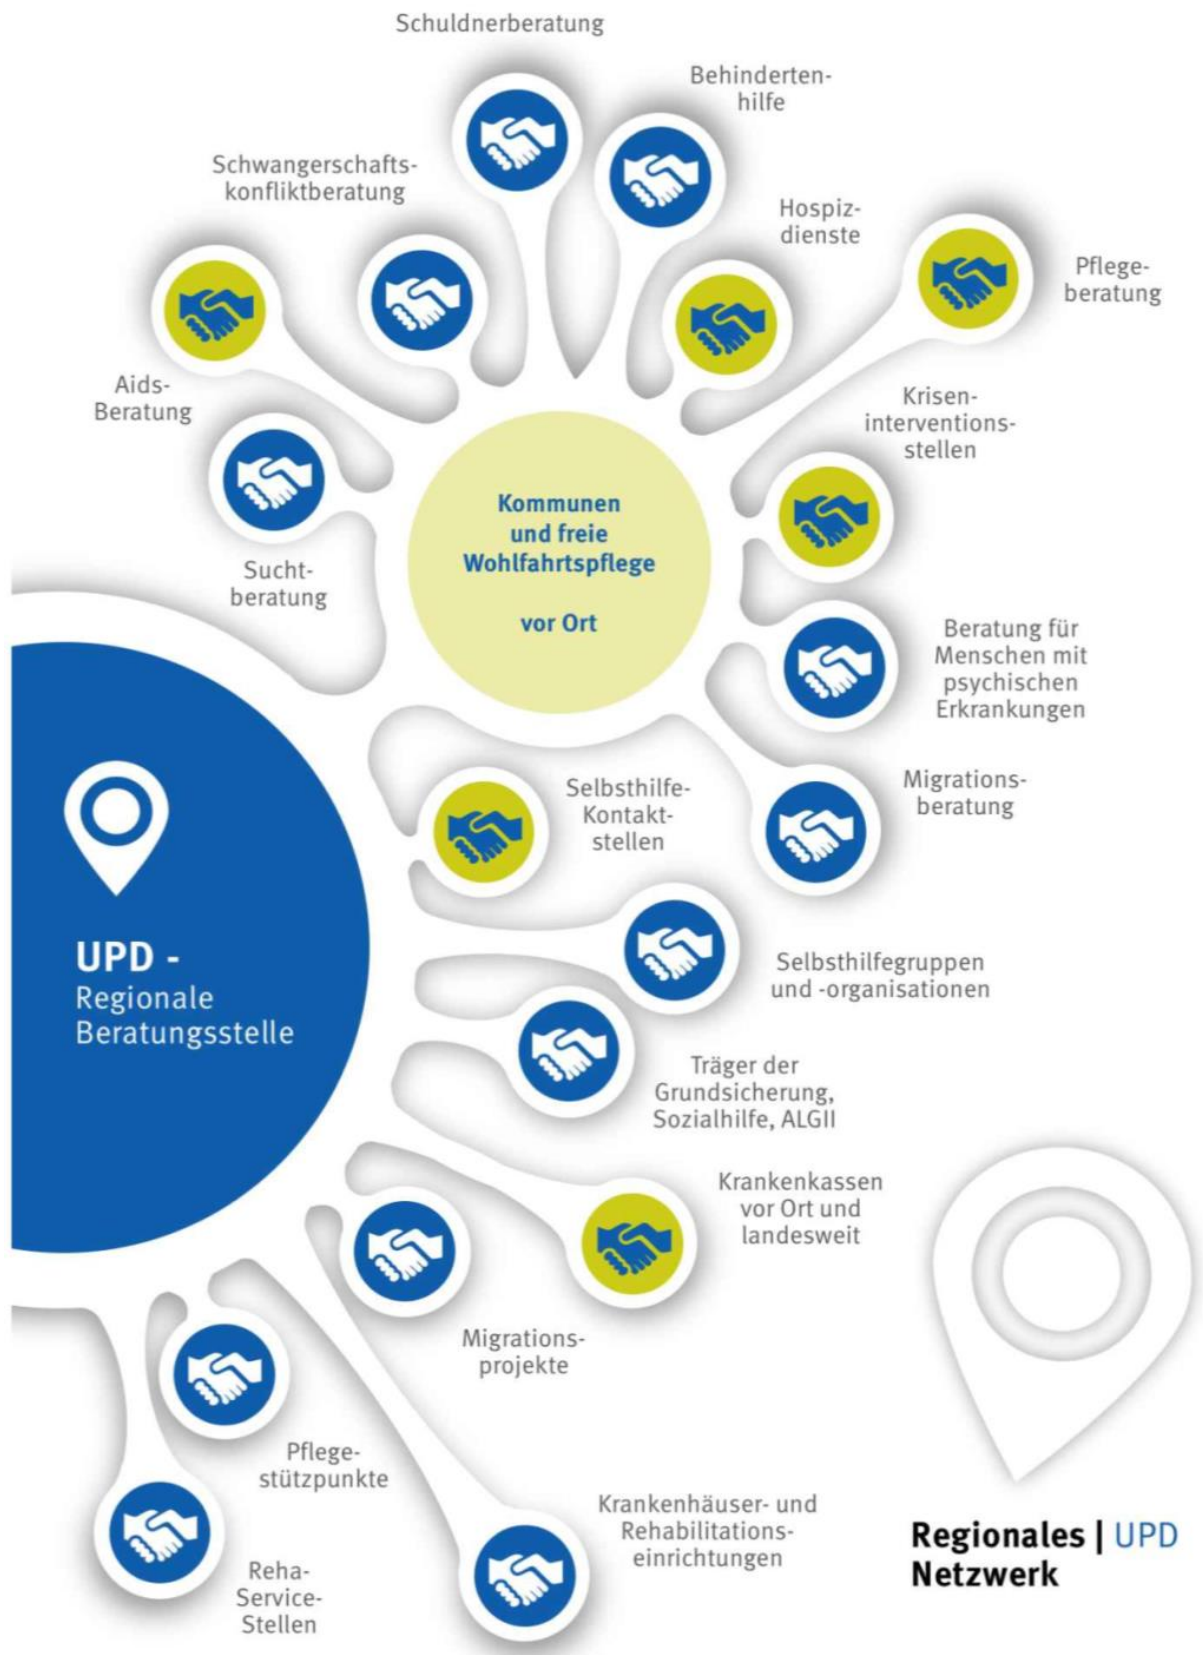 Schuldnerberatung
Behinderten-
hilfe
Schwangerschafts-
konfliktberatung
Hospiz-
dienste
Pflege-
beratung
Aids-
Beratung
Krisen-
interventions-
stellen
Kommunen
und freie
Wohlfahrtspflege
vor Ort
Sucht-
beratung
Beratung für
Menschen mit
psychischen
Erkrankungen
Migrations-
beratung
Selbsthilfe-
Kontakt-
stellen
UPD -
Regionale
Beratungsstelle
Selbsthilfegruppen
und -organisationen
Träger der
Grundsicherung,
Sozialhilfe, ALGII
Krankenkassen
vor Ort und
landesweit
Migrations-
projekte
Pflege-
stützpunkte
Krankenhäuser- und
Rehabilitations-
einrichtungen
Reha-
Service-
Stellen
Regionales | UPD
Netzwerk